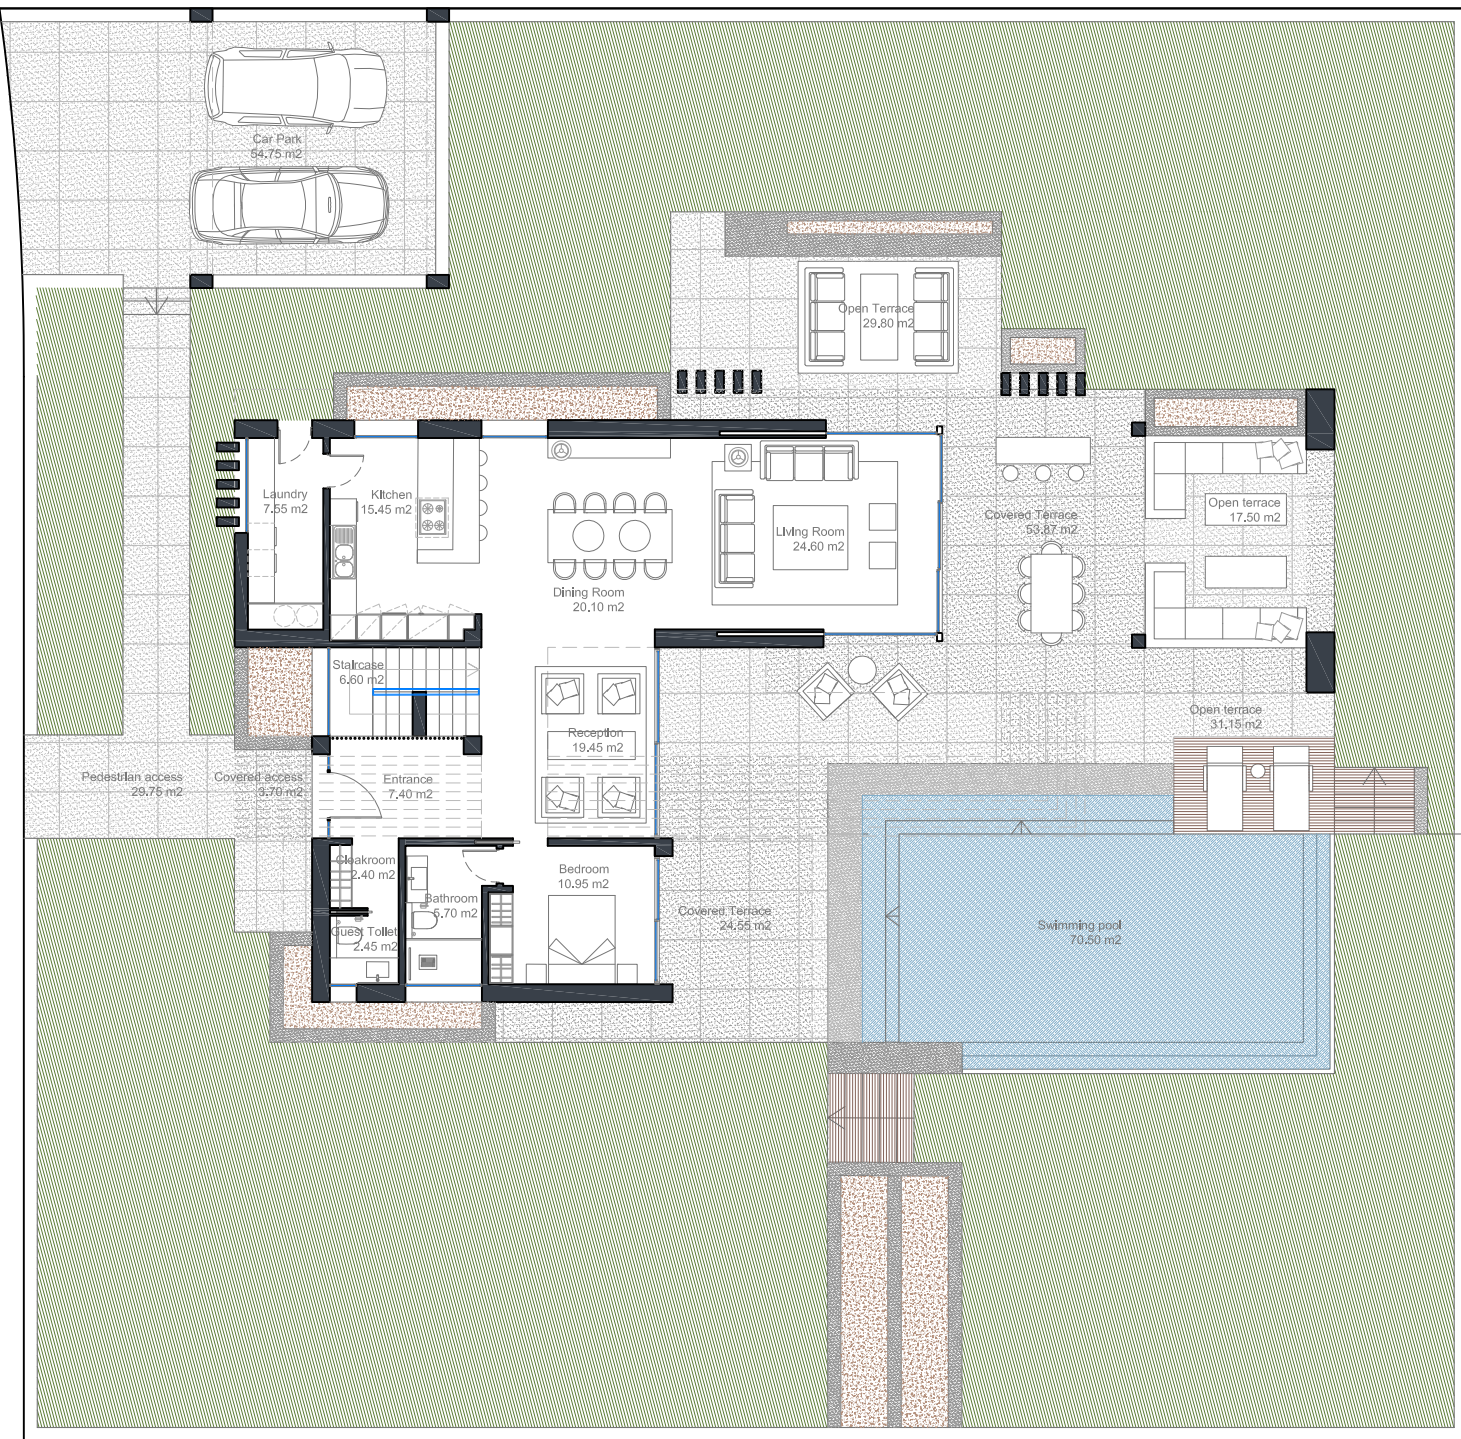 Car Park
54.75 m2
Open Terrace
29.80 m2
Laundry
7.55 m2
Kitchen
15.45 m2
Living Room
24.60 m2
Covered Terrace
53.87 m2
Open terrace
17.50 m2
Dining Room
20.10 m2
Staircase
6.60 m2
Open terrace
31.15 m2
Reception
19.45 m2
Pedestrian access
29.75 m2
Covered access
3.70 m2
Entrance
7.40 m2
Cloakroom
2.40 m2
Bathroom
5.70 m2
Bedroom
10.95 m2
Guest Toilet
2.45 m2
Covered Terrace
24.55 m2
Swimming pool
70.50 m2